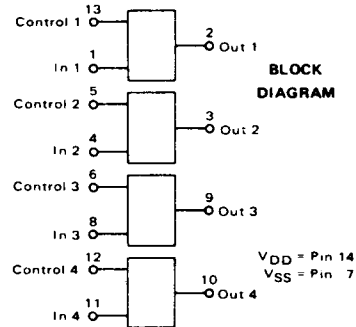 13
Control 1
2
Out 1
1
In 1
BLOCK
DIAGRAM
5
Control 2
3
Out 2
4
In 2
6
Control 3
9
Out 3
8
In 3
VDD = Pin 14
VSS = Pin 7
12
Control 4
10
Out 4
11
In 4